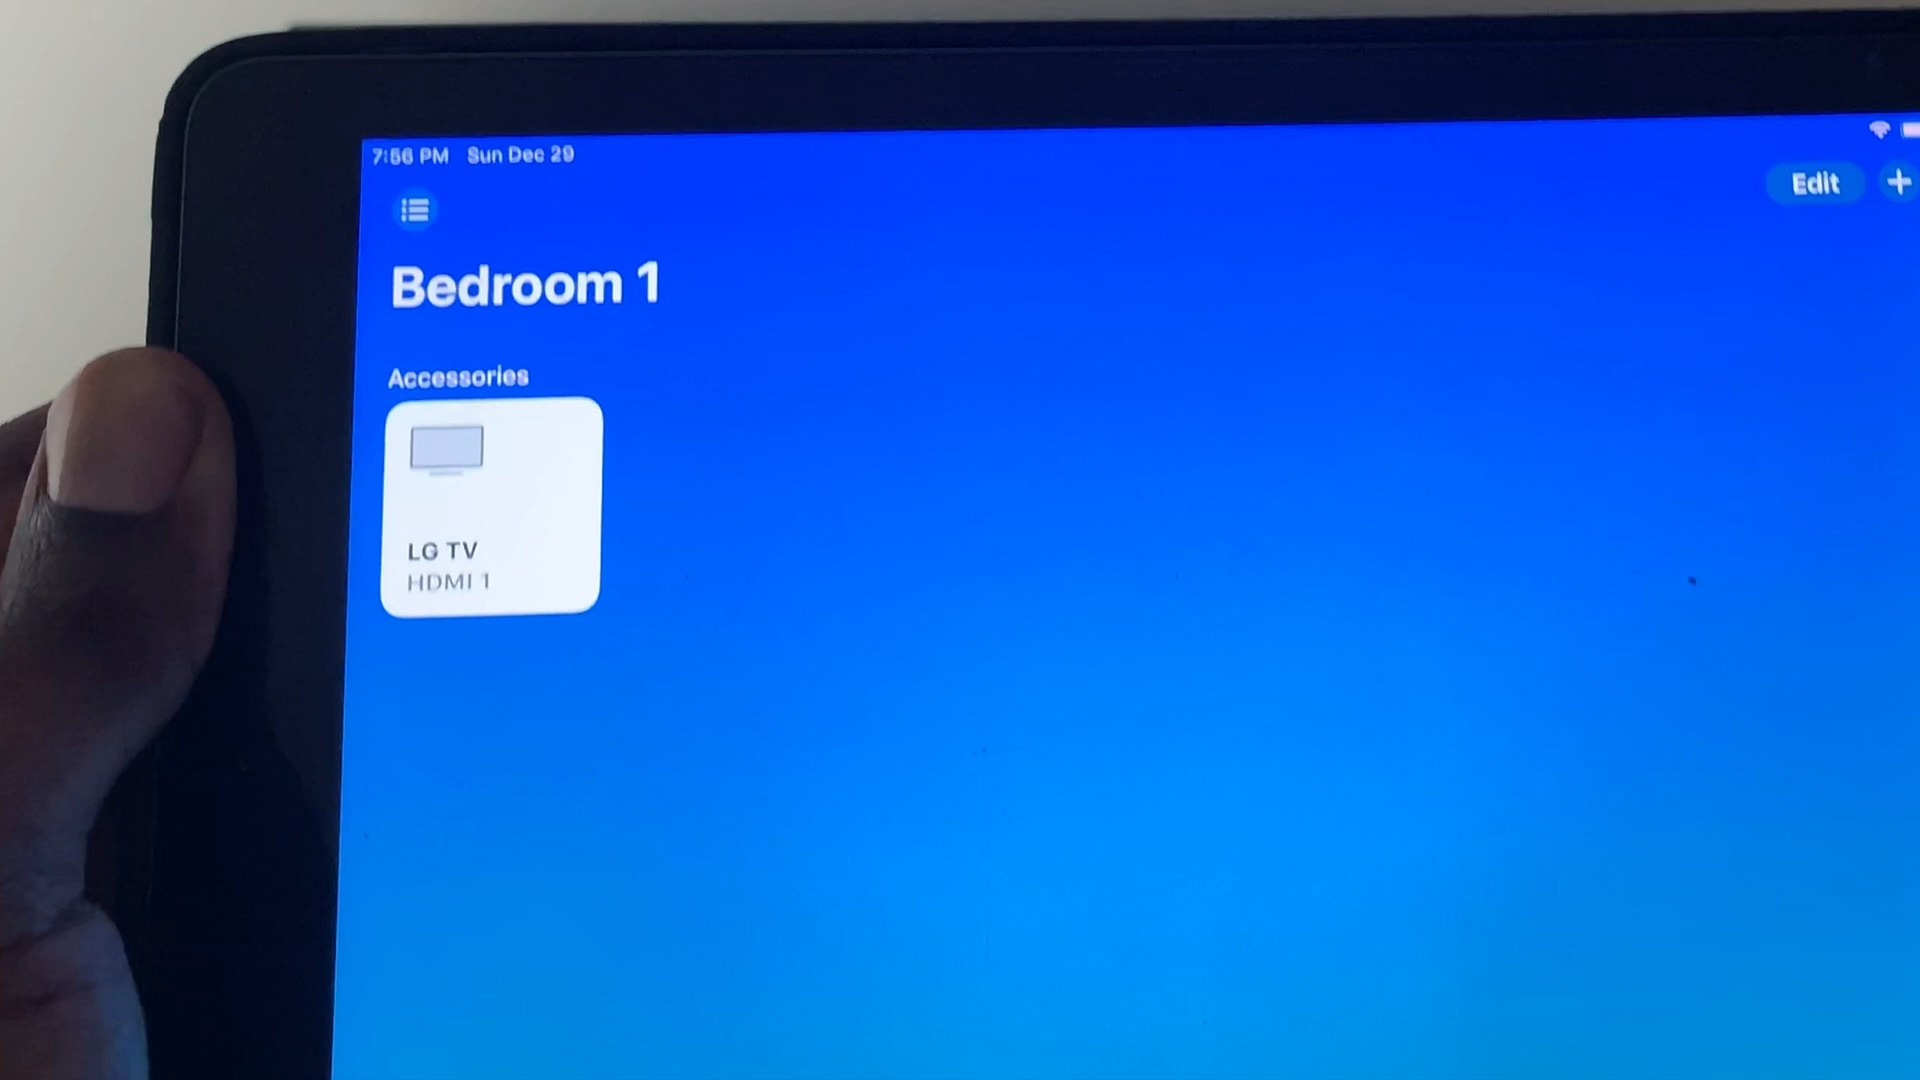 7:56 PM Sun Dec 29
Edit +
Bedroom 1
Accessories
LG TV
HDMI 1